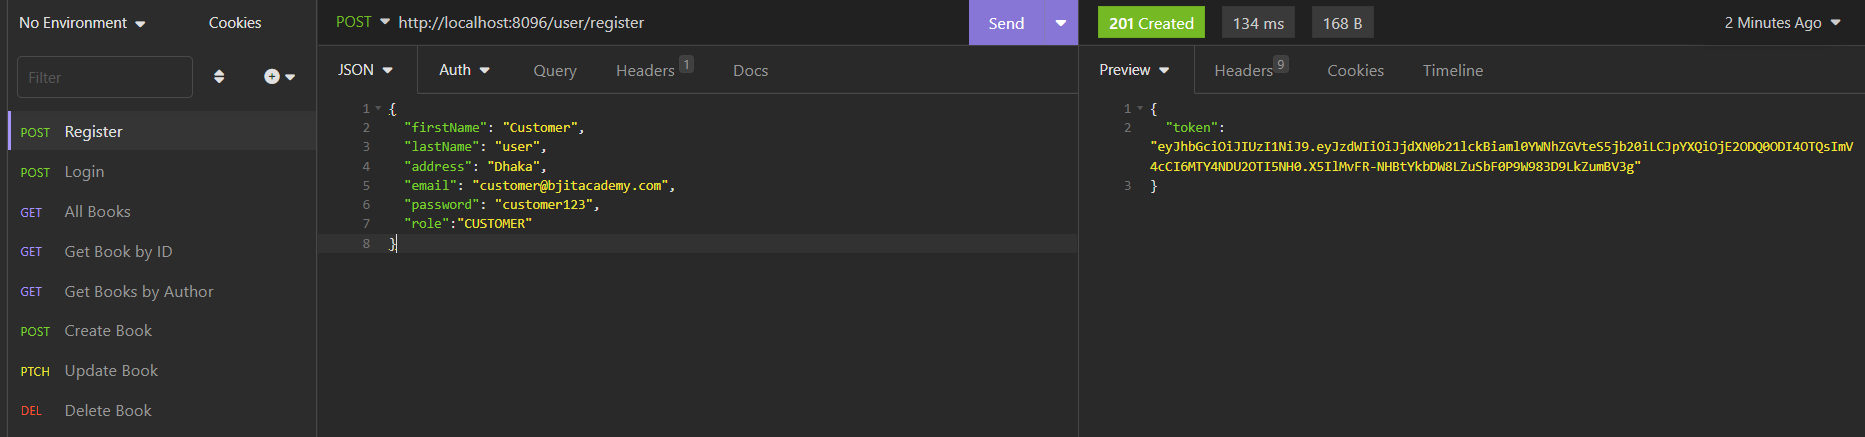 No Environment
Cookies
Filter
POST Register
POST Login
GET All Books
GET Get Book by ID
GET Get Books by Author
POST Create Book
PTCH Update Book
DEL Delete Book
POST http://localhost:8096/user/register Send
JSON Auth Query Headers 1 Docs
1 {
2 "firstName": "Customer",
3 "lastName": "user",
4 "address": "Dhaka",
5 "email": "customer@bjitacademy.com",
6 "password": "customer123",
7 "role":"CUSTOMER"
8 }
201 Created 134 ms 168 B 2 Minutes Ago
Preview Headers 9 Cookies Timeline
1 {
2 "token":
"eyJhbGciOiJIUzI1NiJ9.eyJzdWIiOiJjdXN0b21lckBiaml0YWNhZGVteS5jb20iLCJpYXQiOjE2ODQ0ODI4OTQsImV
4cCI6MTY4NDU2OTI5NH0.X5IlMvFR-NHBtYkbDW8LZuSbF0P9W983D9LkZumBV3g"
3 }